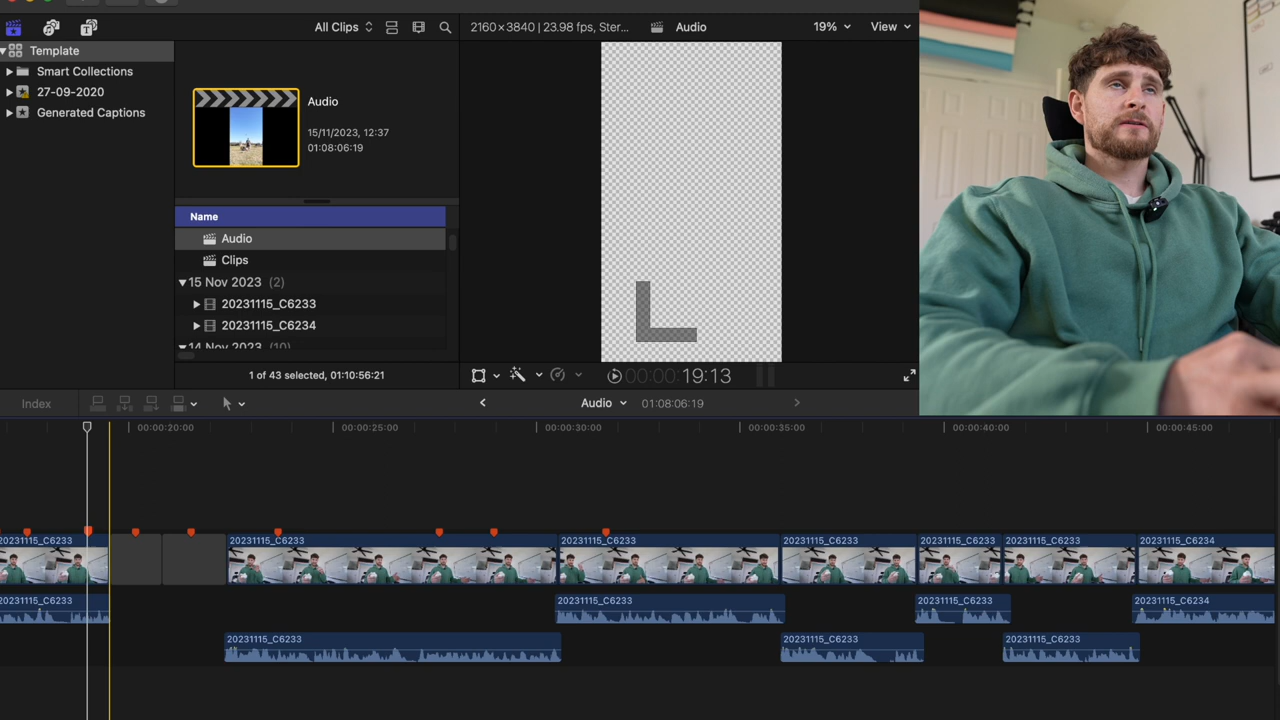 All Clips
2160×3840 | 23.98 fps, Ster...
Audio
19%
View
Template
Smart Collections
27-09-2020
Generated Captions
Audio
15/11/2023, 12:37
01:08:06:19
Name
Audio
Clips
15 Nov 2023 (2)
20231115_C6233
20231115_C6234
14 Nov 2023 (10)
1 of 43 selected, 01:10:56:21
00:00:19:13
Index
Audio
01:08:06:19
00:00:20:00
00:00:25:00
00:00:30:00
00:00:35:00
00:00:40:00
00:00:45:00
20231115_C6233
20231115_C6233
20231115_C6233
20231115_C6233
20231115_C6233
20231115_C6233
20231115_C6234
20231115_C6233
20231115_C6233
20231115_C6233
20231115_C6234
20231115_C6233
20231115_C6233
20231115_C6233